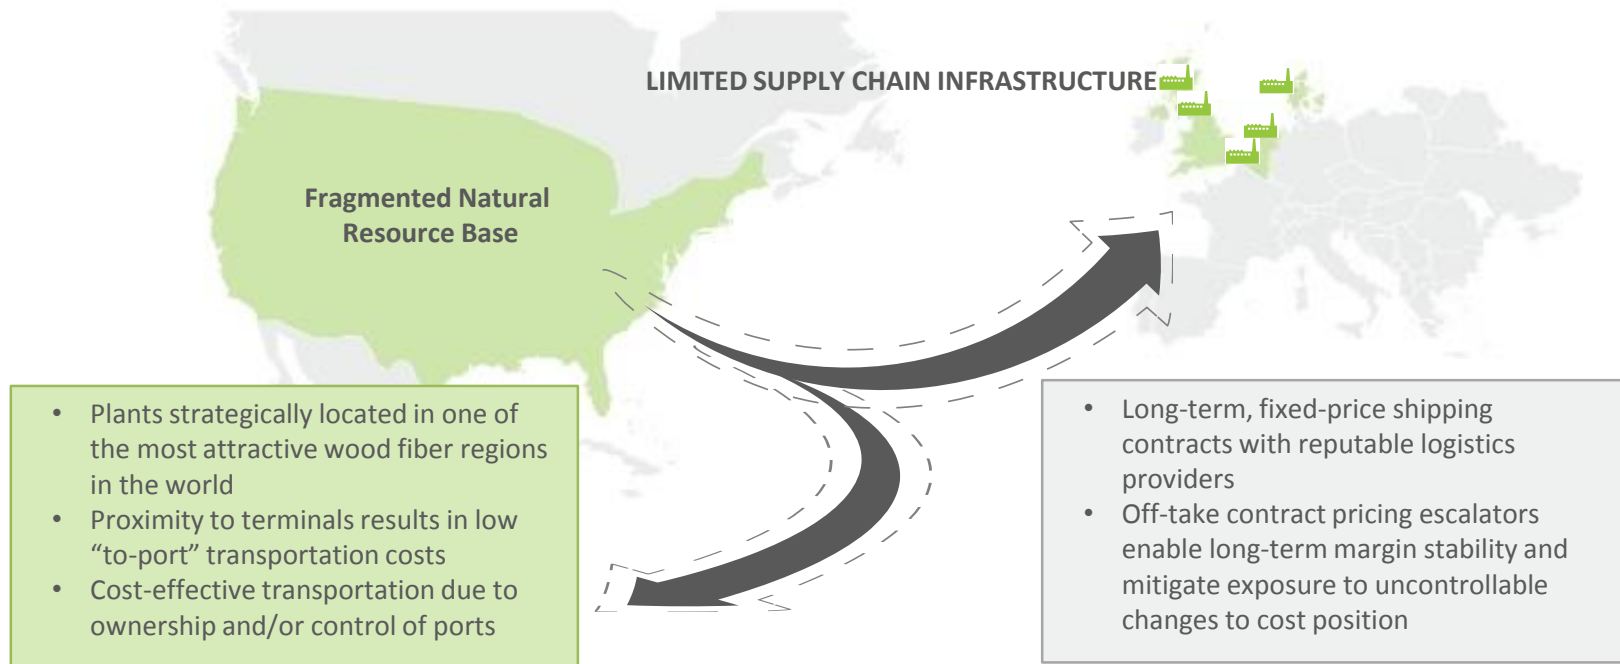 LIMITED SUPPLY CHAIN INFRASTRUCTURE
Fragmented Natural
Resource Base
• Plants strategically located in one of
the most attractive wood fiber regions
in the world
• Proximity to terminals results in low
“to-port” transportation costs
• Cost-effective transportation due to
ownership and/or control of ports
• Long-term, fixed-price shipping
contracts with reputable logistics
providers
• Off-take contract pricing escalators
enable long-term margin stability and
mitigate exposure to uncontrollable
changes to cost position